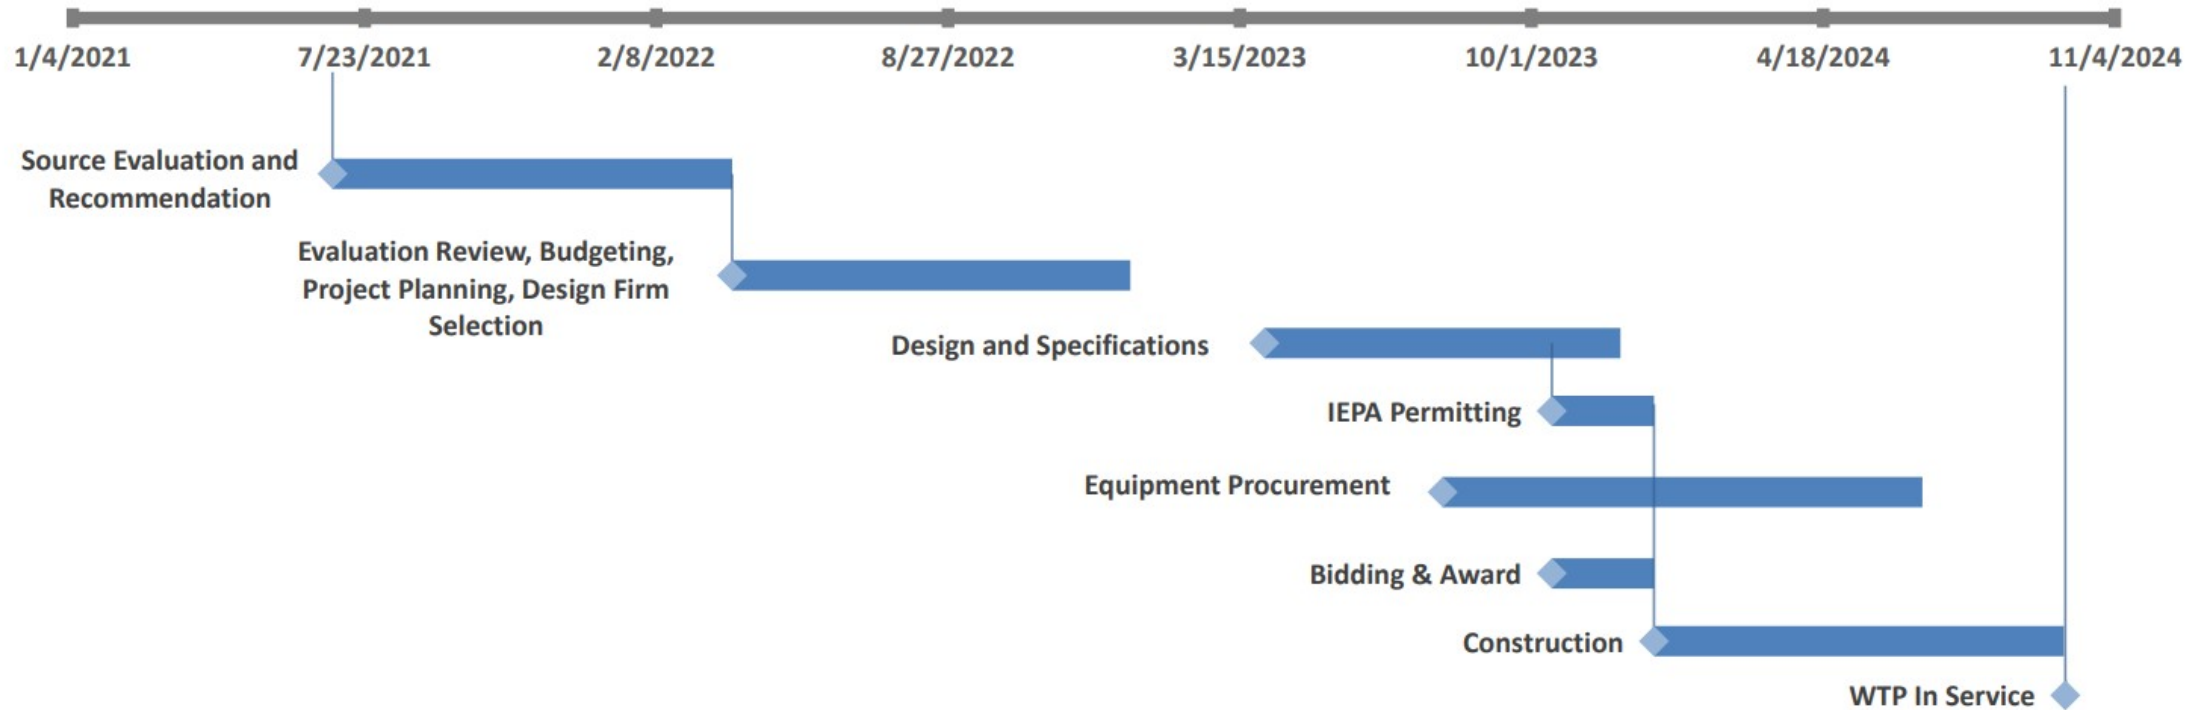 1/4/2021 7/23/2021 2/8/2022 8/27/2022 3/15/2023 10/1/2023 4/18/2024 11/4/2024
Source Evaluation and
Recommendation
Evaluation Review, Budgeting,
Project Planning, Design Firm
Selection
Design and Specifications
IEPA Permitting
Equipment Procurement
Bidding & Award
Construction
WTP In Service